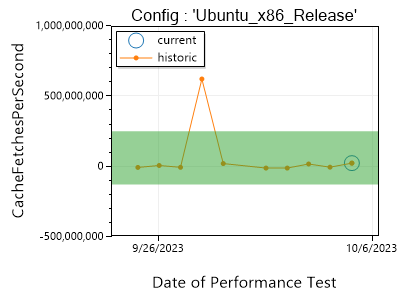 Config : 'Ubuntu_x86_Release'
1,000,000,000
current
historic
500,000,000
CacheFetchesPerSecond
0
-500,000,000
9/26/2023
10/6/2023
Date of Performance Test